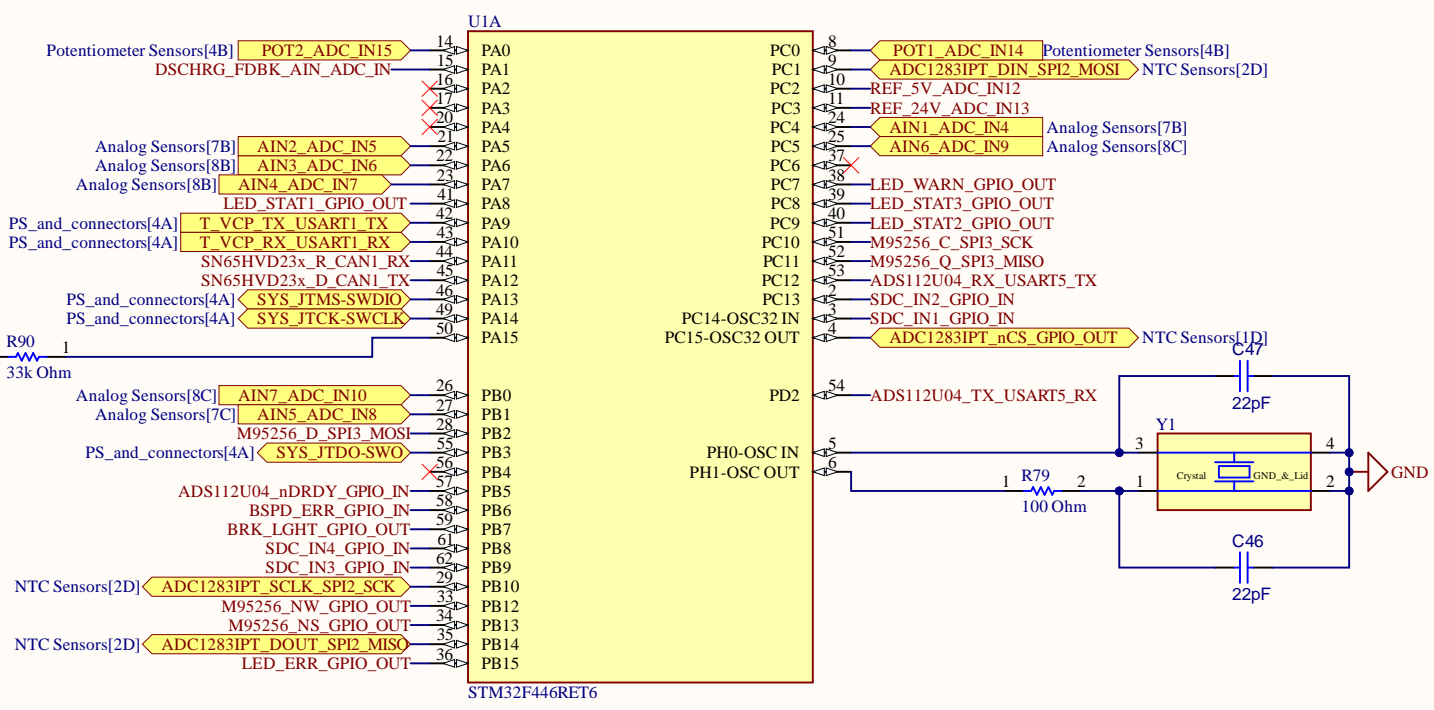 U1A
Potentiometer Sensors[4B] POT2_ADC_IN15 14 PA0 PC0 8 POT1_ADC_IN14 Potentiometer Sensors[4B]
DSCHRG_FDBK_AIN_ADC_IN 15 PA1 PC1 9 ADC1283IPT_DIN_SPI2_MOSI NTC Sensors[2D]
16 PA2 PC2 10 REF_5V_ADC_IN12
17 PA3 PC3 11 REF_24V_ADC_IN13
20 PA4 PC4 24 AIN1_ADC_IN4 Analog Sensors[7B]
Analog Sensors[7B] AIN2_ADC_IN5 21 PA5 PC5 25 AIN6_ADC_IN9 Analog Sensors[8C]
Analog Sensors[8B] AIN3_ADC_IN6 22 PA6 PC6 37
Analog Sensors[8B] AIN4_ADC_IN7 23 PA7 PC7 38 LED_WARN_GPIO_OUT
LED_STAT1_GPIO_OUT 41 PA8 PC8 39 LED_STAT3_GPIO_OUT
PS_and_connectors[4A] T_VCP_TX_USART1_TX 42 PA9 PC9 40 LED_STAT2_GPIO_OUT
PS_and_connectors[4A] T_VCP_RX_USART1_RX 43 PA10 PC10 51 M95256_C_SPI3_SCK
SN65HVD23x_R_CAN1_RX 44 PA11 PC11 52 M95256_Q_SPI3_MISO
SN65HVD23x_D_CAN1_TX 45 PA12 PC12 53 ADS112U04_RX_USART5_TX
PS_and_connectors[4A] SYS_JTMS-SWDIO 46 PA13 PC13 2 SDC_IN2_GPIO_IN
PS_and_connectors[4A] SYS_JTCK-SWCLK 49 PA14 PC14-OSC32 IN 3 SDC_IN1_GPIO_IN
R90 1 50 PA15 PC15-OSC32 OUT 4 ADC1283IPT_nCS_GPIO_OUT NTC Sensors[1D]
33k Ohm
C47
22pF
Analog Sensors[8C] AIN7_ADC_IN10 26 PB0 PD2 54 ADS112U04_TX_USART5_RX
Analog Sensors[7C] AIN5_ADC_IN8 27 PB1
M95256_D_SPI3_MOSI 28 PB2
Y1
PS_and_connectors[4A] SYS_JTDO-SWO 55 PB3 PH0-OSC IN 5 3 4
56 PB4 PH1-OSC OUT 6 Crystal GND_&_Lid GND
ADS112U04_nDRDY_GPIO_IN 57 PB5 1 R79 2 1 2
100 Ohm
BSPD_ERR_GPIO_IN 58 PB6
BRK_LGHT_GPIO_OUT 59 PB7
SDC_IN4_GPIO_IN 61 PB8 C46
SDC_IN3_GPIO_IN 62 PB9
NTC Sensors[2D] ADC1283IPT_SCLK_SPI2_SCK 29 PB10 22pF
M95256_NW_GPIO_OUT 33 PB12
M95256_NS_GPIO_OUT 34 PB13
NTC Sensors[2D] ADC1283IPT_DOUT_SPI2_MISO 35 PB14
LED_ERR_GPIO_OUT 36 PB15
STM32F446RET6